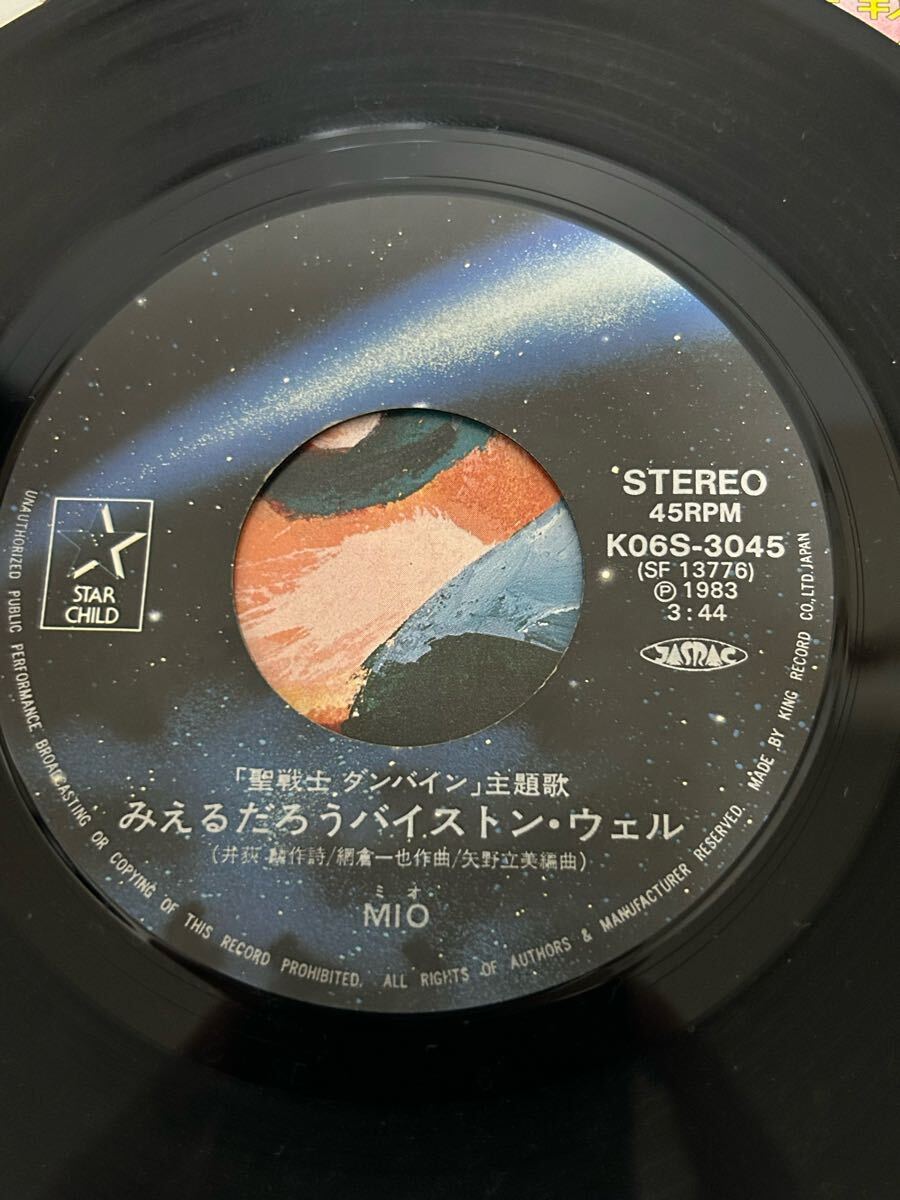 STEREO
45RPM
K06S-3045
(SF 13776)
Ⓟ 1983
3:44
JASRAC
STAR
CHILD
「聖戦士 ダンバイン」主題歌
みえるだろうバイストン・ウェル
(井荻 麟作詩/網倉一也作曲/矢野立美編曲)
ミオ
MIO
UNAUTHORIZED PUBLIC PERFORMANCE BROADCASTING OR COPYING OF THIS RECORD PROHIBITED. ALL RIGHTS OF AUTHORS & MANUFACTURER RESERVED. MADE BY KING RECORD CO.,LTD.JAPAN